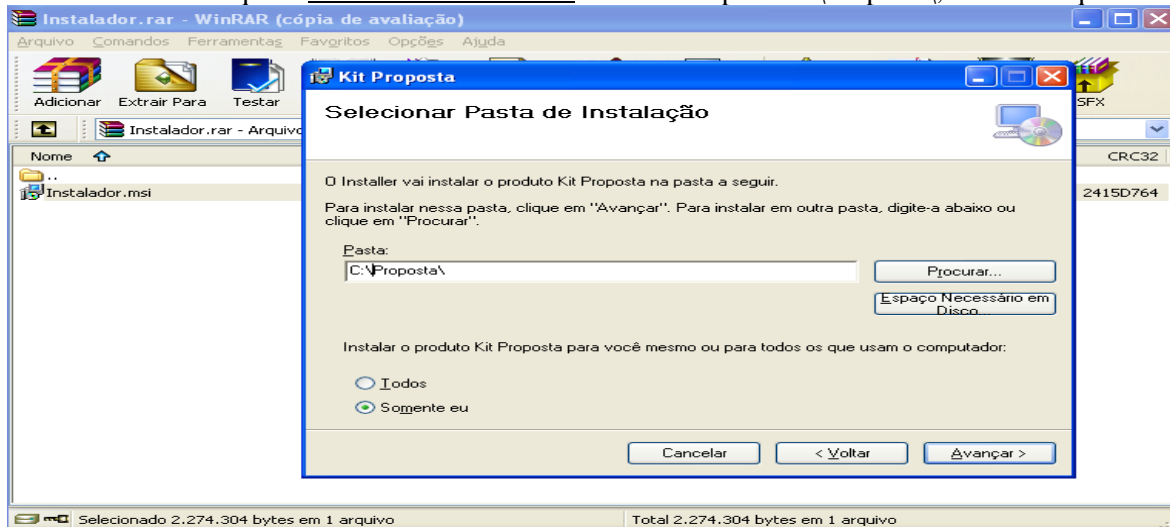 Instalador.rar - WinRAR (cópia de avaliação)
Arquivo Comandos Ferramentas Favoritos Opções Ajuda
Adicionar Extrair Para Testar SFX
Instalador.rar - Arquivo
Nome CRC32
..
Instalador.msi 2415D764
Kit Proposta
Selecionar Pasta de Instalação
O Installer vai instalar o produto Kit Proposta na pasta a seguir.
Para instalar nessa pasta, clique em "Avançar". Para instalar em outra pasta, digite-a abaixo ou
clique em "Procurar".
Pasta:
C:\Proposta\
Procurar...
Espaço Necessário em
Disco...
Instalar o produto Kit Proposta para você mesmo ou para todos os que usam o computador:
Todos
Somente eu
Cancelar < Voltar Avançar >
Selecionado 2.274.304 bytes em 1 arquivo Total 2.274.304 bytes em 1 arquivo